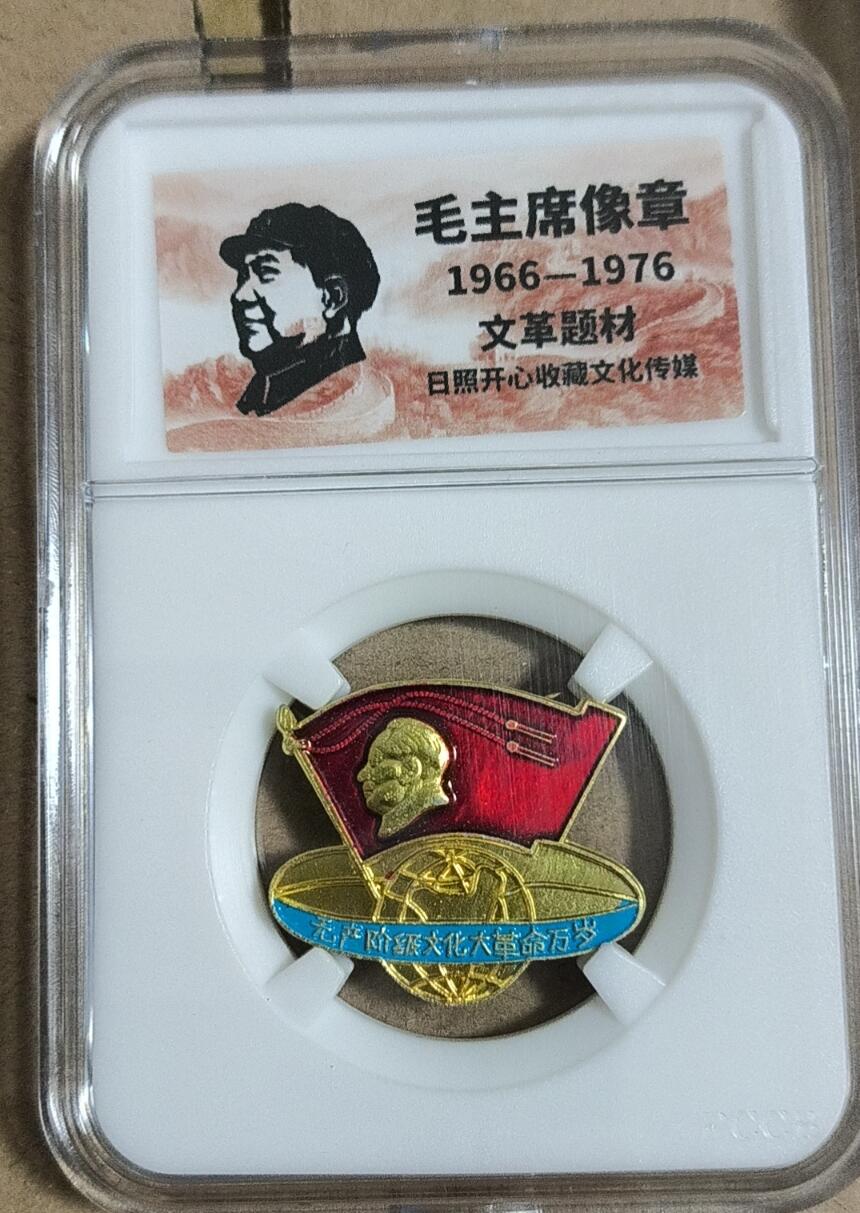 毛主席像章
1966—1976
文革题材
日照开心收藏文化传媒
无产阶级文化大革命万岁